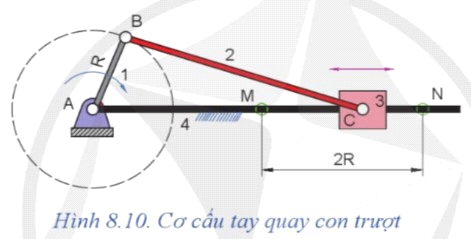 B
R
1
2
A
M
N
3
C
4
2R
Hình 8.10. Cơ cấu tay quay con trượt